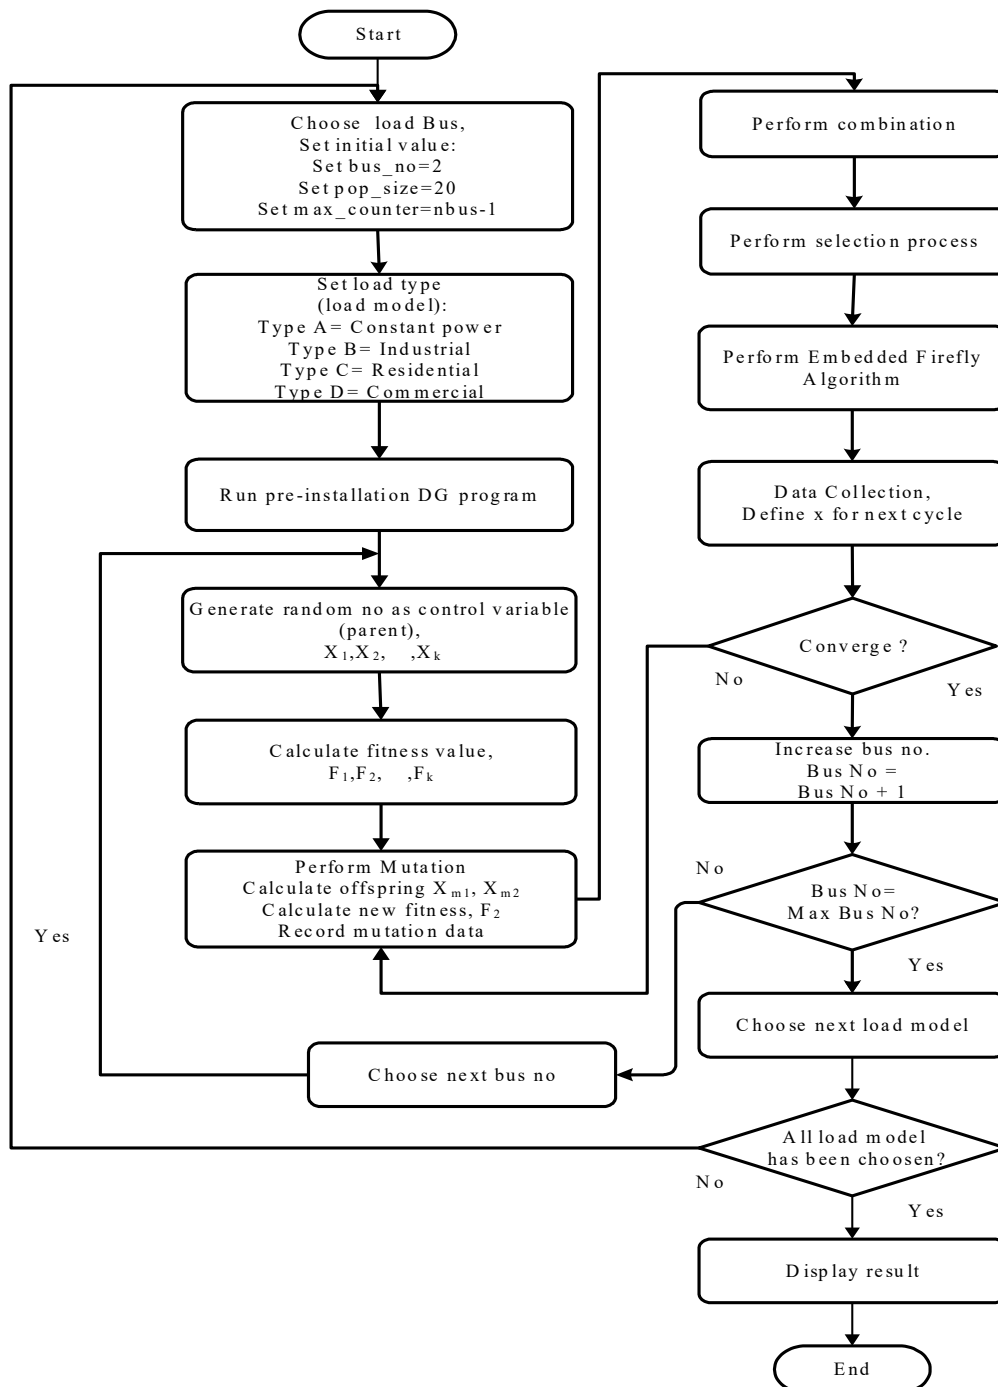 Start
Choose load Bus,
Set initial value:
Set bus_no=2
Set pop_size=20
Set max_counter=nbus-1
Set load type
(load model):
Type A= Constant power
Type B= Industrial
Type C= Residential
Type D= Commercial
Run pre-installation DG program
Generate random no as control variable
(parent),
X1,X2, ,Xk
Calculate fitness value,
F1,F2, ,Fk
Perform Mutation
Calculate offspring Xm1, Xm2
Calculate new fitness, F2
Record mutation data
Yes
Choose next bus no
Perform combination
Perform selection process
Perform Embedded Firefly
Algorithm
Data Collection,
Define x for next cycle
Converge ?
No
Yes
Increase bus no.
Bus No =
Bus No + 1
No
Bus No=
Max Bus No?
Yes
Choose next load model
All load model
has been choosen?
No
Yes
Display result
End